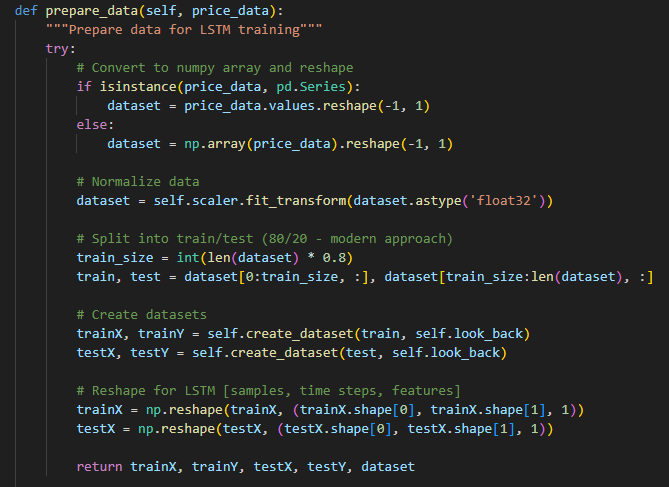 def prepare_data(self, price_data):
    """Prepare data for LSTM training"""
    try:
        # Convert to numpy array and reshape
        if isinstance(price_data, pd.Series):
            dataset = price_data.values.reshape(-1, 1)
        else:
            dataset = np.array(price_data).reshape(-1, 1)

        # Normalize data
        dataset = self.scaler.fit_transform(dataset.astype('float32'))

        # Split into train/test (80/20 - modern approach)
        train_size = int(len(dataset) * 0.8)
        train, test = dataset[0:train_size, :], dataset[train_size:len(dataset), :]

        # Create datasets
        trainX, trainY = self.create_dataset(train, self.look_back)
        testX, testY = self.create_dataset(test, self.look_back)

        # Reshape for LSTM [samples, time steps, features]
        trainX = np.reshape(trainX, (trainX.shape[0], trainX.shape[1], 1))
        testX = np.reshape(testX, (testX.shape[0], testX.shape[1], 1))

        return trainX, trainY, testX, testY, dataset